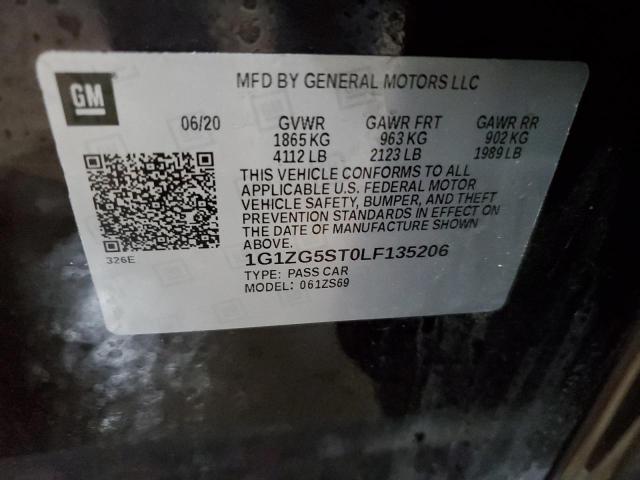 GM
MFD BY GENERAL MOTORS LLC
06/20 GVWR GAWR FRT GAWR RR
1865 KG 963 KG 902 KG
4112 LB 2123 LB 1989 LB
THIS VEHICLE CONFORMS TO ALL
APPLICABLE U.S. FEDERAL MOTOR
VEHICLE SAFETY, BUMPER, AND THEFT
PREVENTION STANDARDS IN EFFECT ON
THE DATE OF MANUFACTURE SHOWN
ABOVE.
326E
1G1ZG5ST0LF135206
TYPE: PASS CAR
MODEL: 061ZS69